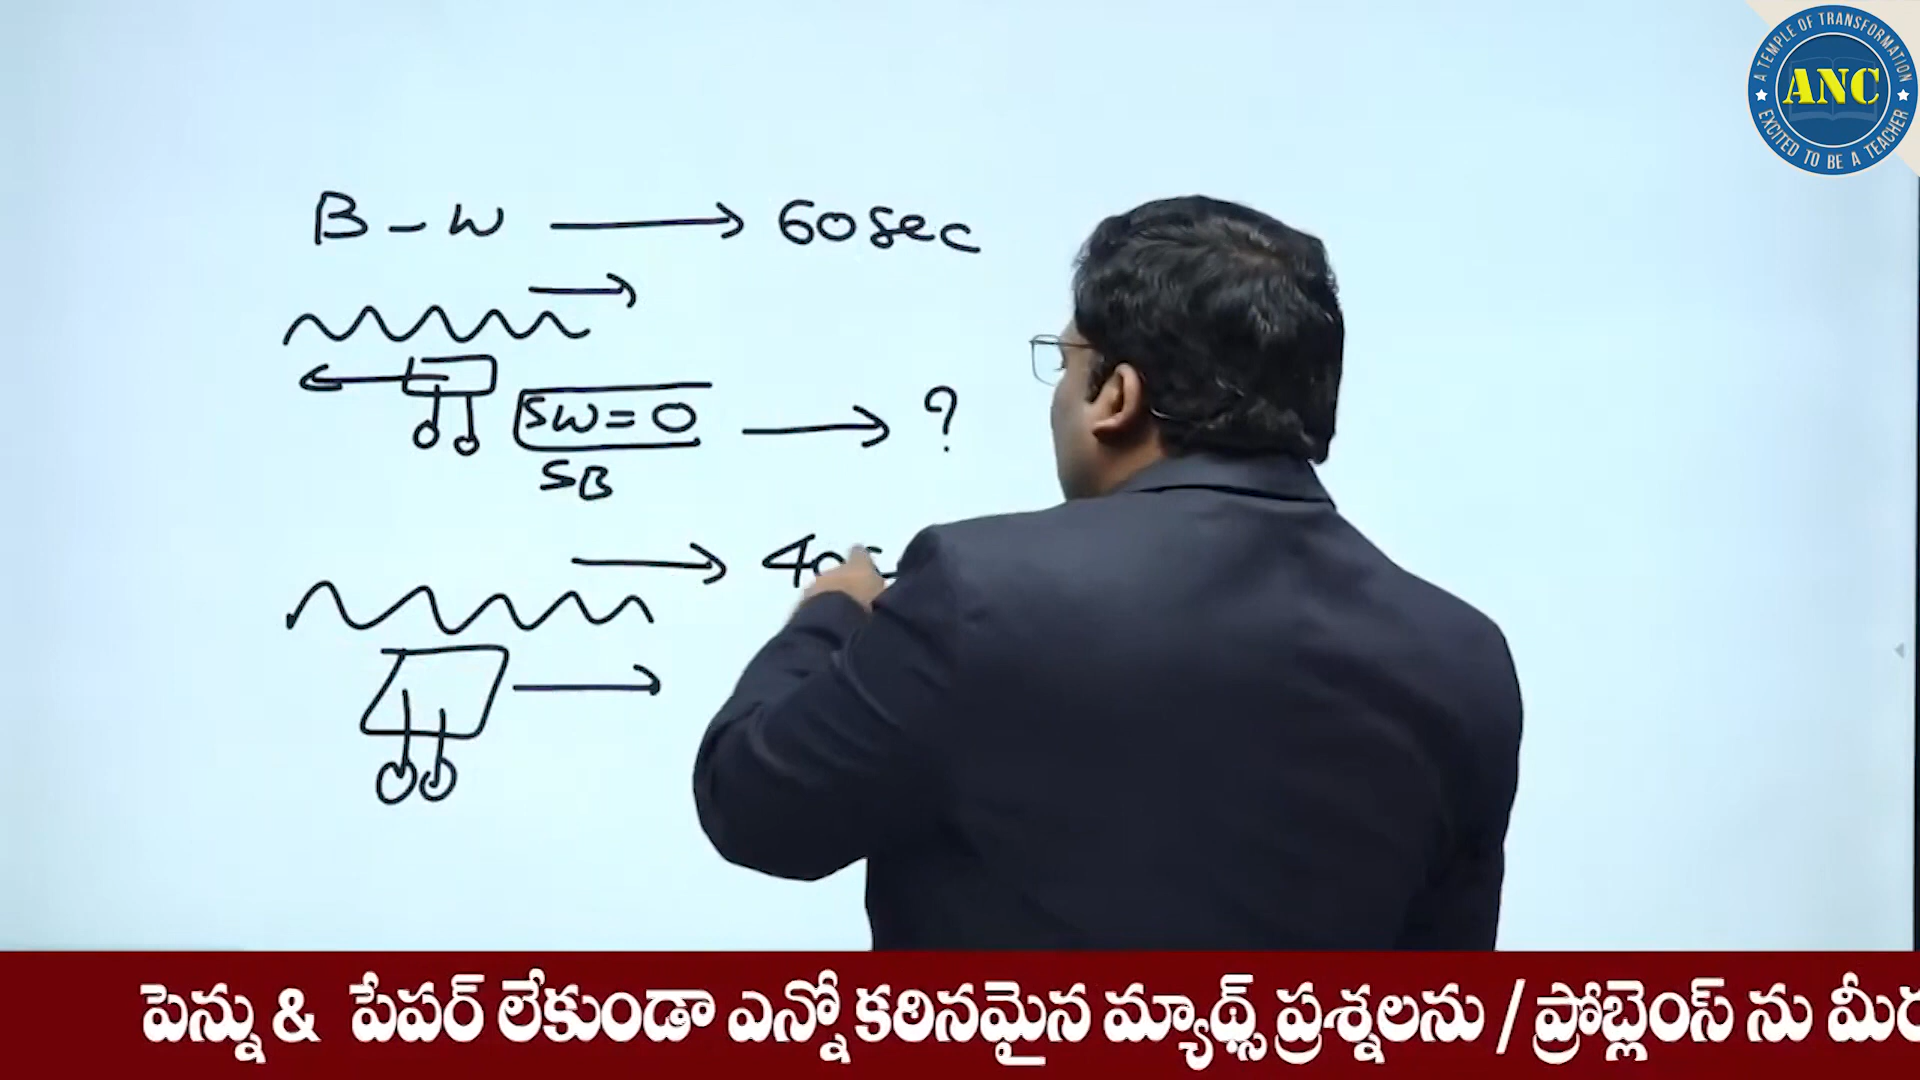 A TEMPLE OF TRANSFORMATION
ANC
EXCITED TO BE A TEACHER
B - W → 60 sec
SW = 0 → ?
SB
→
పెన్ను & పేపర్ లేకుండా ఎన్నో కఠినమైన మ్యాథ్స్ ప్రశ్నలను / ప్రోబ్లెంస్ ను